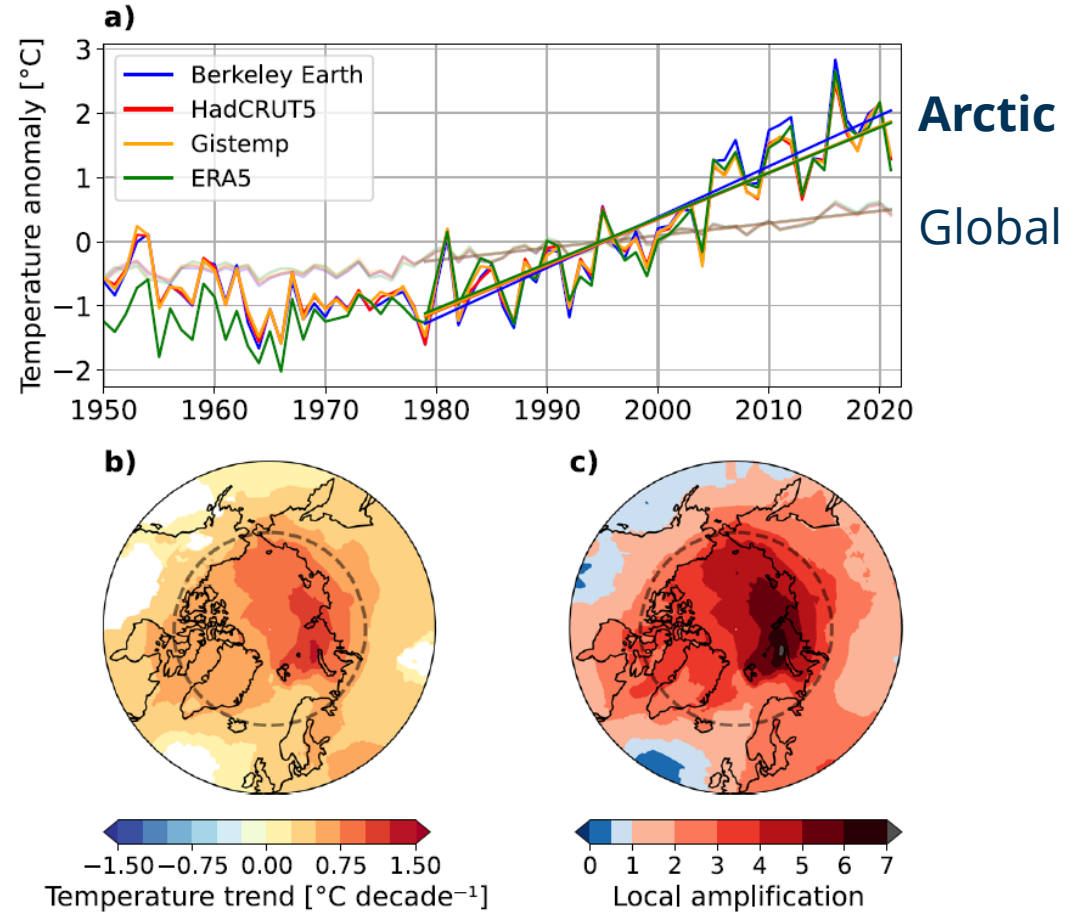 a)
Temperature anomaly [°C]
3
2
1
0
−1
−2
Berkeley Earth
HadCRUT5
Gistemp
ERA5
Arctic
Global
1950 1960 1970 1980 1990 2000 2010 2020
b)
c)
−1.50 −0.75 0.00 0.75 1.50
Temperature trend [°C decade⁻¹]
0 1 2 3 4 5 6 7
Local amplification